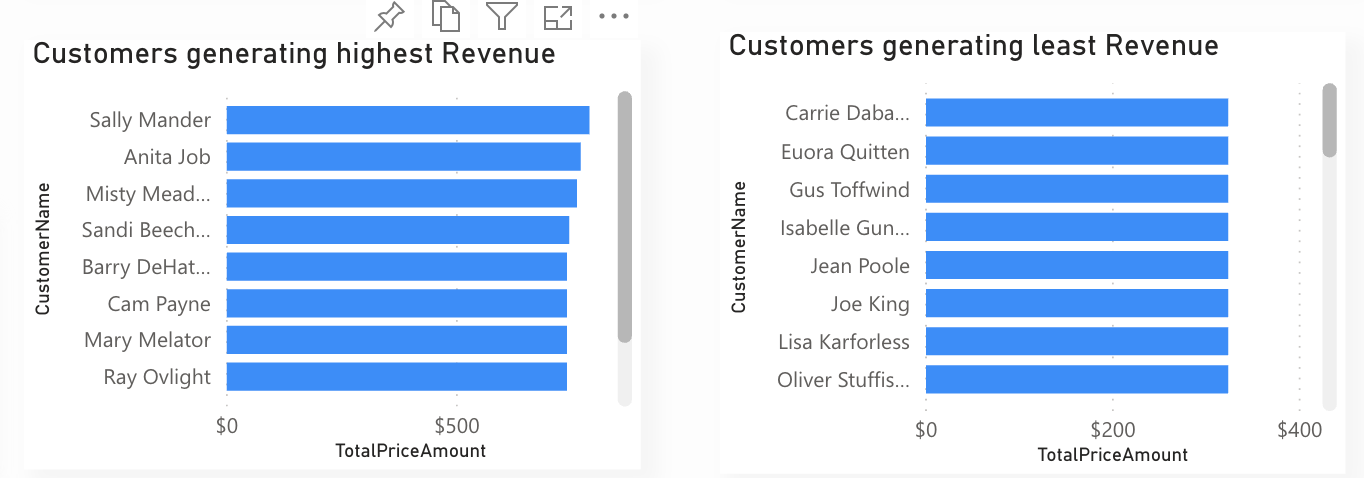 Customers generating highest Revenue
CustomerName
Sally Mander
Anita Job
Misty Mead...
Sandi Beech...
Barry DeHat...
Cam Payne
Mary Melator
Ray Ovlight
$0 $500
TotalPriceAmount
Customers generating least Revenue
CustomerName
Carrie Daba...
Euora Quitten
Gus Toffwind
Isabelle Gun...
Jean Poole
Joe King
Lisa Karforless
Oliver Stuffis...
$0 $200 $400
TotalPriceAmount